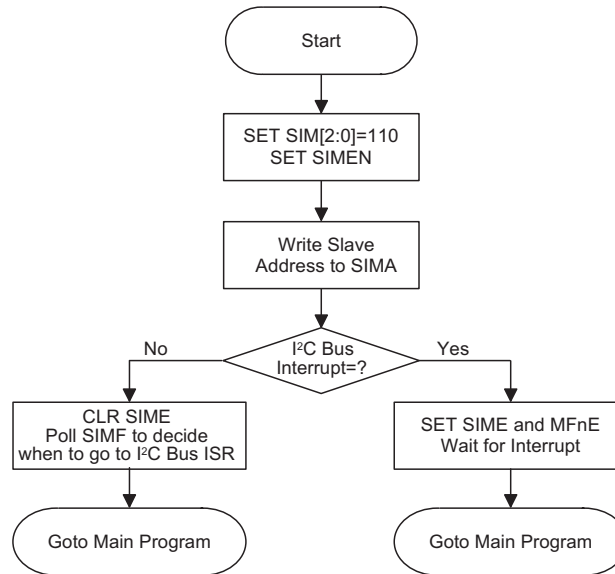 Start
SET SIM[2:0]=110
SET SIMEN
Write Slave
Address to SIMA
I²C Bus
Interrupt=?
No
Yes
CLR SIME
Poll SIMF to decide
when to go to I²C Bus ISR
SET SIME and MFnE
Wait for Interrupt
Goto Main Program
Goto Main Program